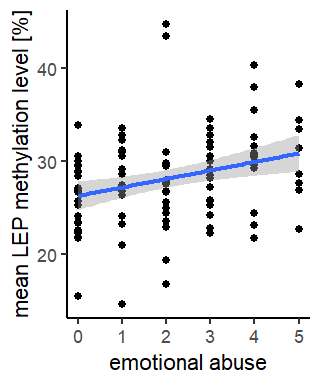 mean LEP methylation level [%]
40
30
20
0 1 2 3 4 5
emotional abuse